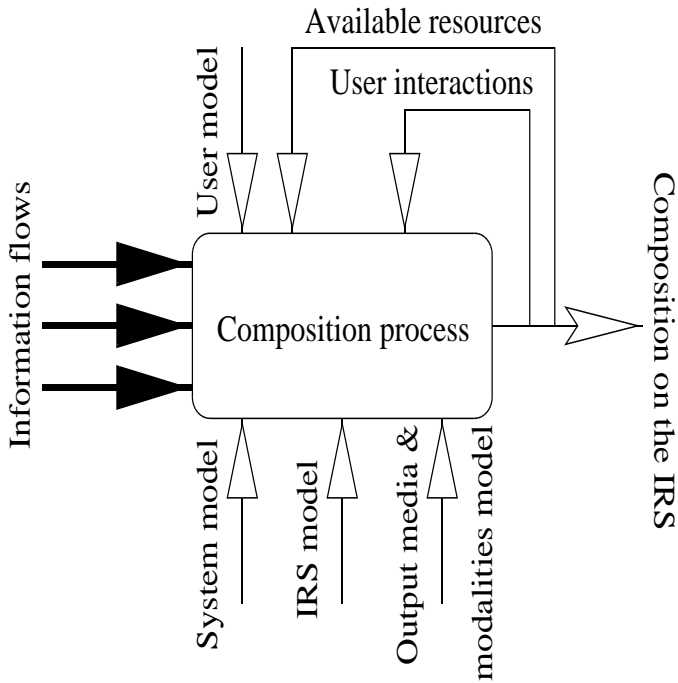 Available resources
User interactions
User model
Information flows
Composition process
Composition on the IRS
System model
IRS model
Output media &
modalities model